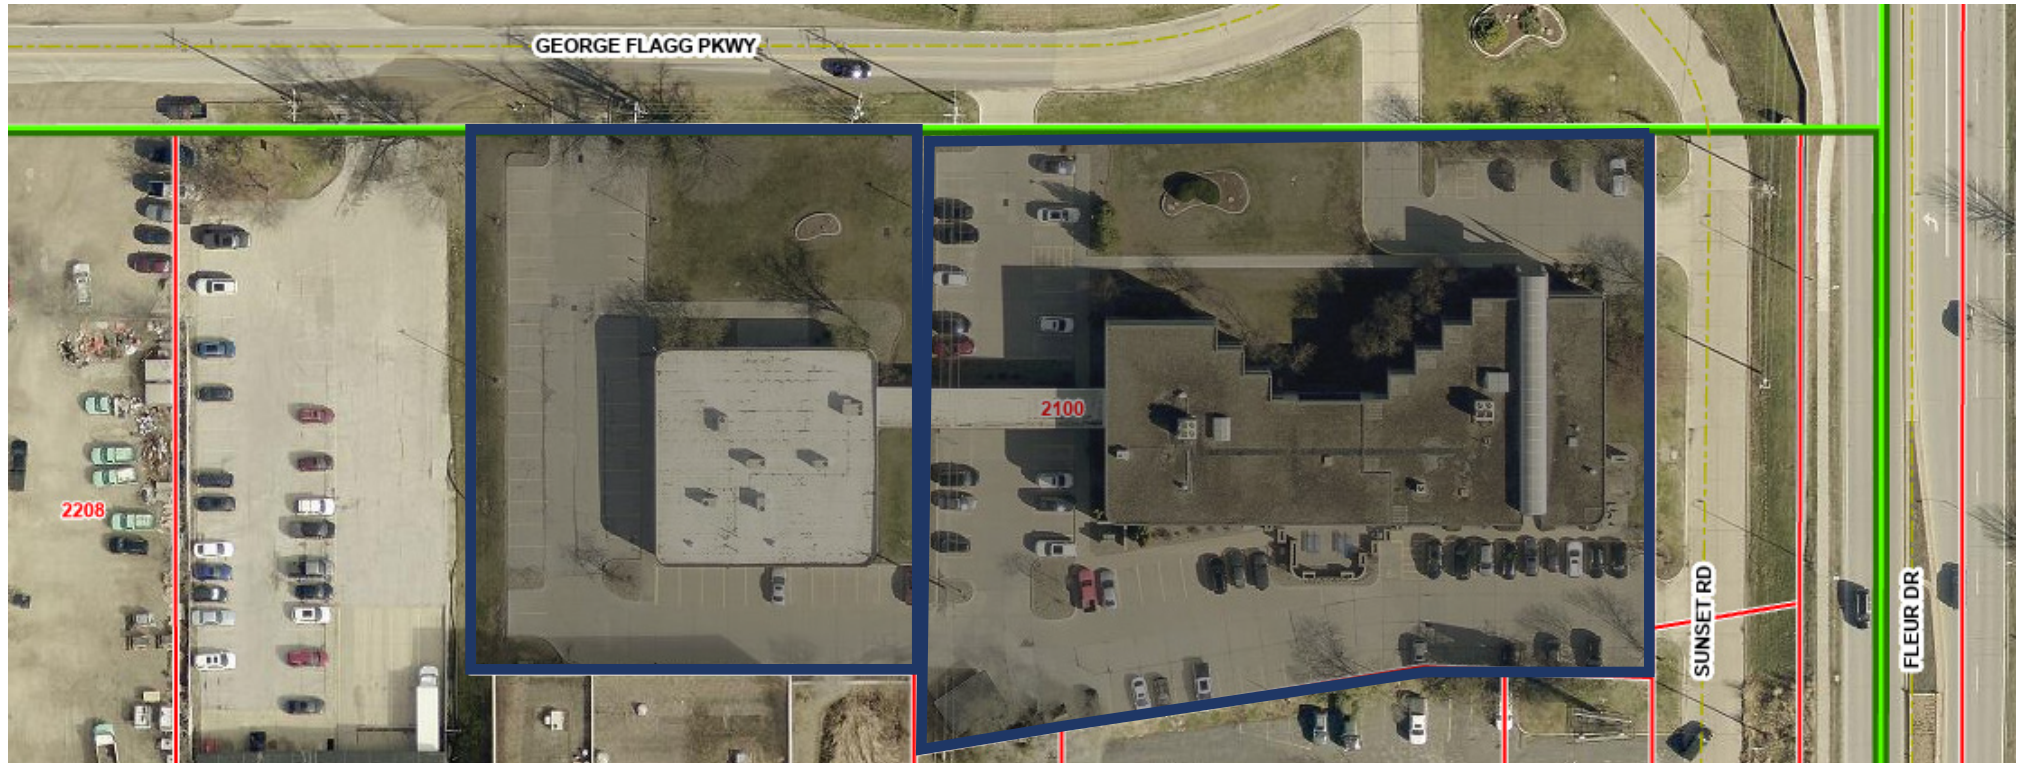 GEORGE FLAGG PKWY
2100
2208
SUNSET RD
FLEUR DR